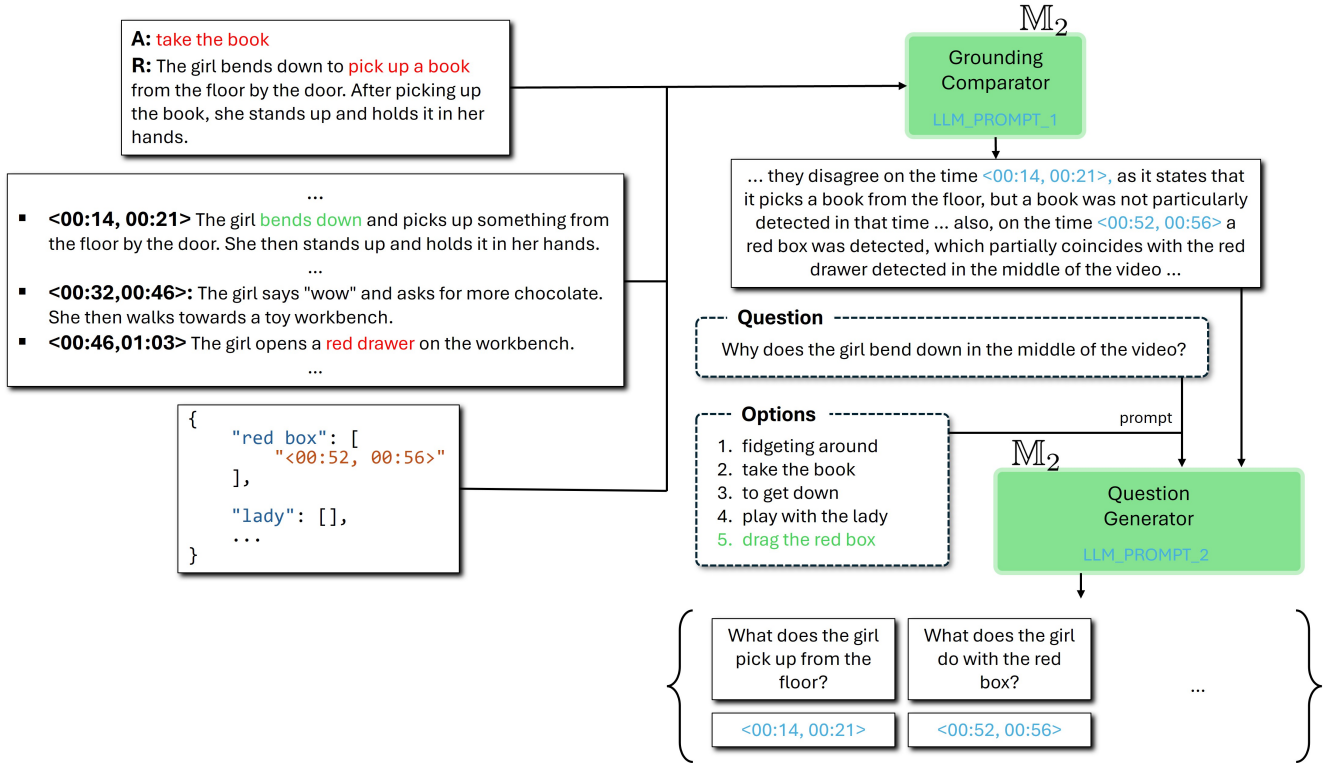 A: take the book
R: The girl bends down to pick up a book
from the floor by the door. After picking up
the book, she stands up and holds it in her
hands.
...
▪ <00:14, 00:21> The girl bends down and picks up something from
the floor by the door. She then stands up and holds it in her hands.
...
▪ <00:32,00:46>: The girl says "wow" and asks for more chocolate.
She then walks towards a toy workbench.
▪ <00:46,01:03> The girl opens a red drawer on the workbench.
...
{
"red box": [
"<00:52, 00:56>"
],
"lady": [],
...
}
𝕄₂
Grounding
Comparator
LLM_PROMPT_1
... they disagree on the time <00:14, 00:21>, as it states that
it picks a book from the floor, but a book was not particularly
detected in that time ... also, on the time <00:52, 00:56> a
red box was detected, which partially coincides with the red
drawer detected in the middle of the video ...
Question
Why does the girl bend down in the middle of the video?
Options
1. fidgeting around
2. take the book
3. to get down
4. play with the lady
5. drag the red box
prompt
𝕄₂
Question
Generator
LLM_PROMPT_2
What does the girl
pick up from the
floor?
<00:14, 00:21>
What does the girl
do with the red
box?
<00:52, 00:56>
...